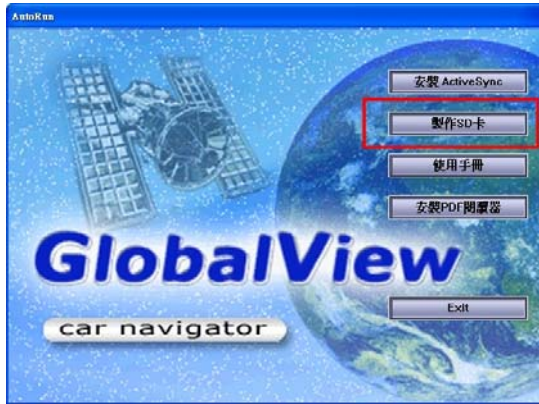 AutoRun
安裝 ActiveSync
製作SD卡
使用手冊
安裝PDF閱讀器
GlobalView
car navigator
Exit